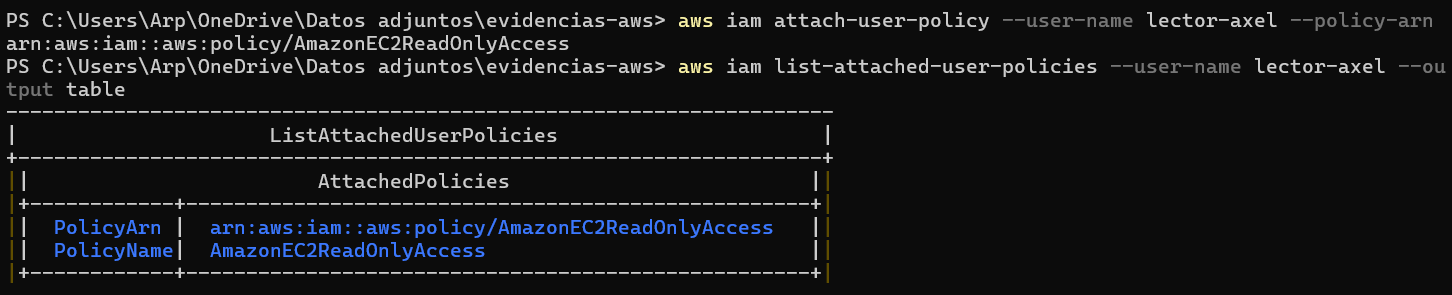 PS C:\Users\Arp\OneDrive\Datos adjuntos\evidencias-aws> aws iam attach-user-policy --user-name lector-axel --policy-arn
arn:aws:iam::aws:policy/AmazonEC2ReadOnlyAccess
PS C:\Users\Arp\OneDrive\Datos adjuntos\evidencias-aws> aws iam list-attached-user-policies --user-name lector-axel --ou
tput table
--------------------------------------------------------------------
|                     ListAttachedUserPolicies                      |
+-------------------------------------------------------------------+
||                        AttachedPolicies                         ||
|+------------+----------------------------------------------------+|
||  PolicyArn |  arn:aws:iam::aws:policy/AmazonEC2ReadOnlyAccess   ||
||  PolicyName|  AmazonEC2ReadOnlyAccess                           ||
|+------------+----------------------------------------------------+|